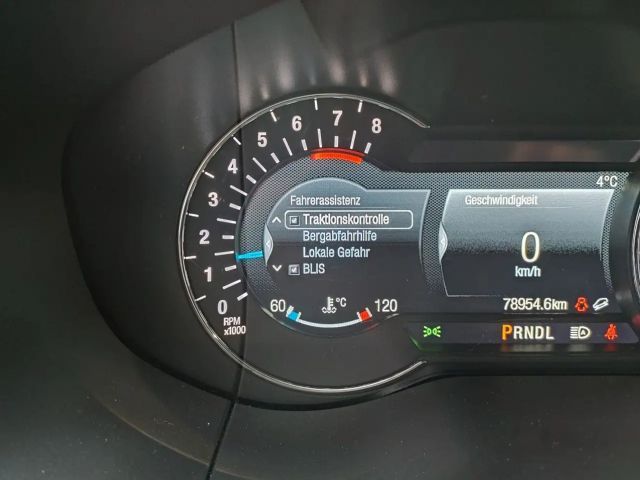 8
7
6
5
4
3
2
1
0
RPM
x1000
Fahrerassistenz
Traktionskontrolle
Bergabfahrhilfe
Lokale Gefahr
BLIS
60 °C 120
4°C
Geschwindigkeit
0
km/h
78954.6km
PRNDL